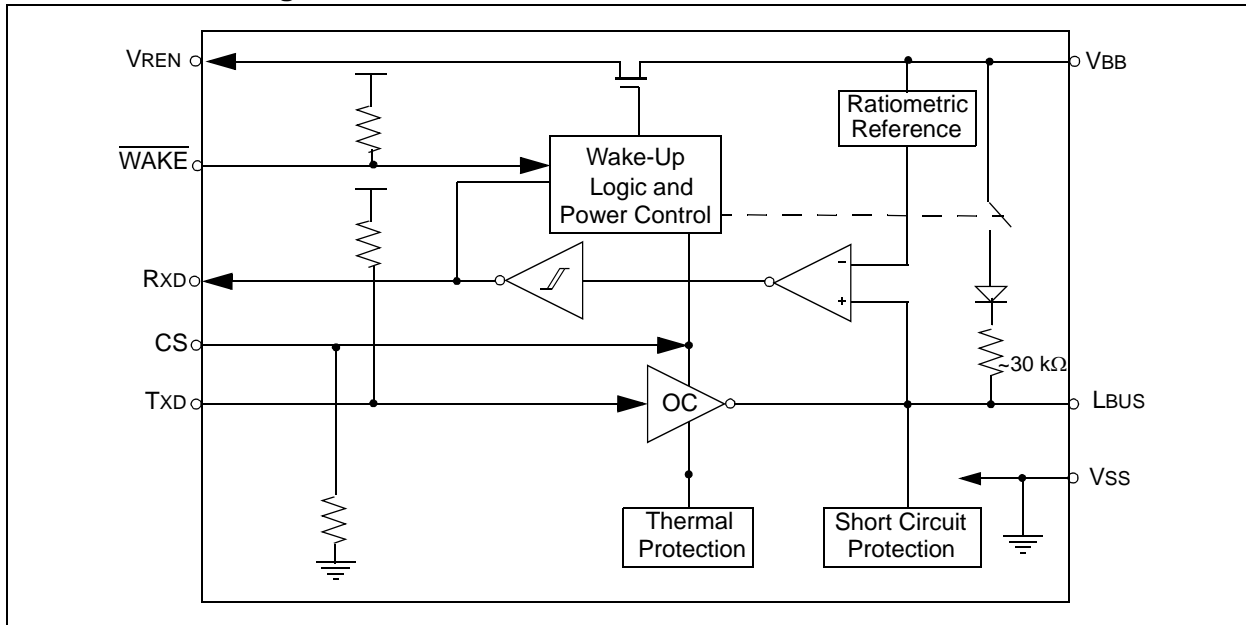 VREN
VBB
Ratiometric
Reference
WAKE
Wake-Up
Logic and
Power Control
RXD
–
+
CS
~30 kΩ
TXD
OC
LBUS
VSS
Thermal
Protection
Short Circuit
Protection